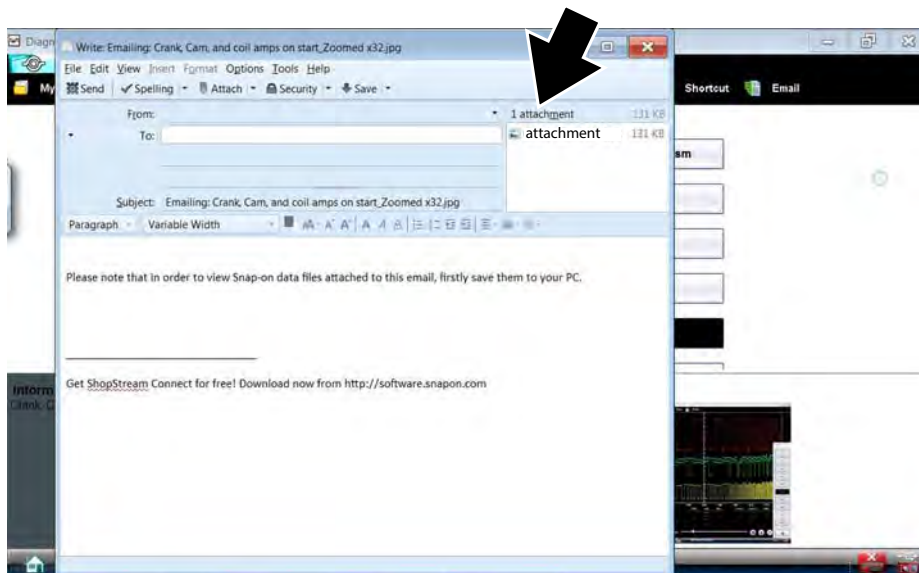 Diagn
Write: Emailing: Crank, Cam, and coil amps on start_Zoomed x32.jpg
File Edit View Insert Format Options Tools Help
My
Send Spelling Attach Security Save
Shortcut Email
From:
1 attachment 131 KB
To:
attachment 131 KB
sm
Subject: Emailing: Crank, Cam, and coil amps on start_Zoomed x32.jpg
Paragraph Variable Width
Please note that in order to view Snap-on data files attached to this email, firstly save them to your PC.
Get ShopStream Connect for free! Download now from http://software.snapon.com
Inform
Crank, C